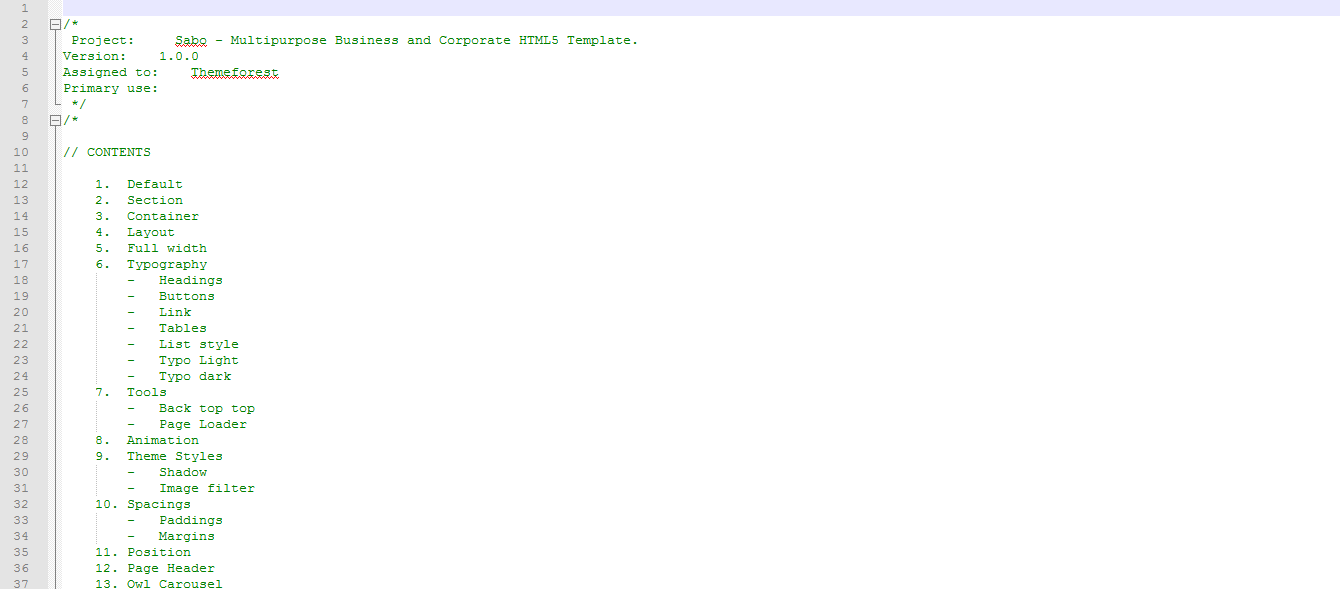 1
2 /*
3 Project: Sabo - Multipurpose Business and Corporate HTML5 Template.
4 Version: 1.0.0
5 Assigned to: Themeforest
6 Primary use:
7 */
8 /*
9
10 // CONTENTS
11
12 1. Default
13 2. Section
14 3. Container
15 4. Layout
16 5. Full width
17 6. Typography
18 - Headings
19 - Buttons
20 - Link
21 - Tables
22 - List style
23 - Typo Light
24 - Typo dark
25 7. Tools
26 - Back top top
27 - Page Loader
28 8. Animation
29 9. Theme Styles
30 - Shadow
31 - Image filter
32 10. Spacings
33 - Paddings
34 - Margins
35 11. Position
36 12. Page Header
37 13. Owl Carousel